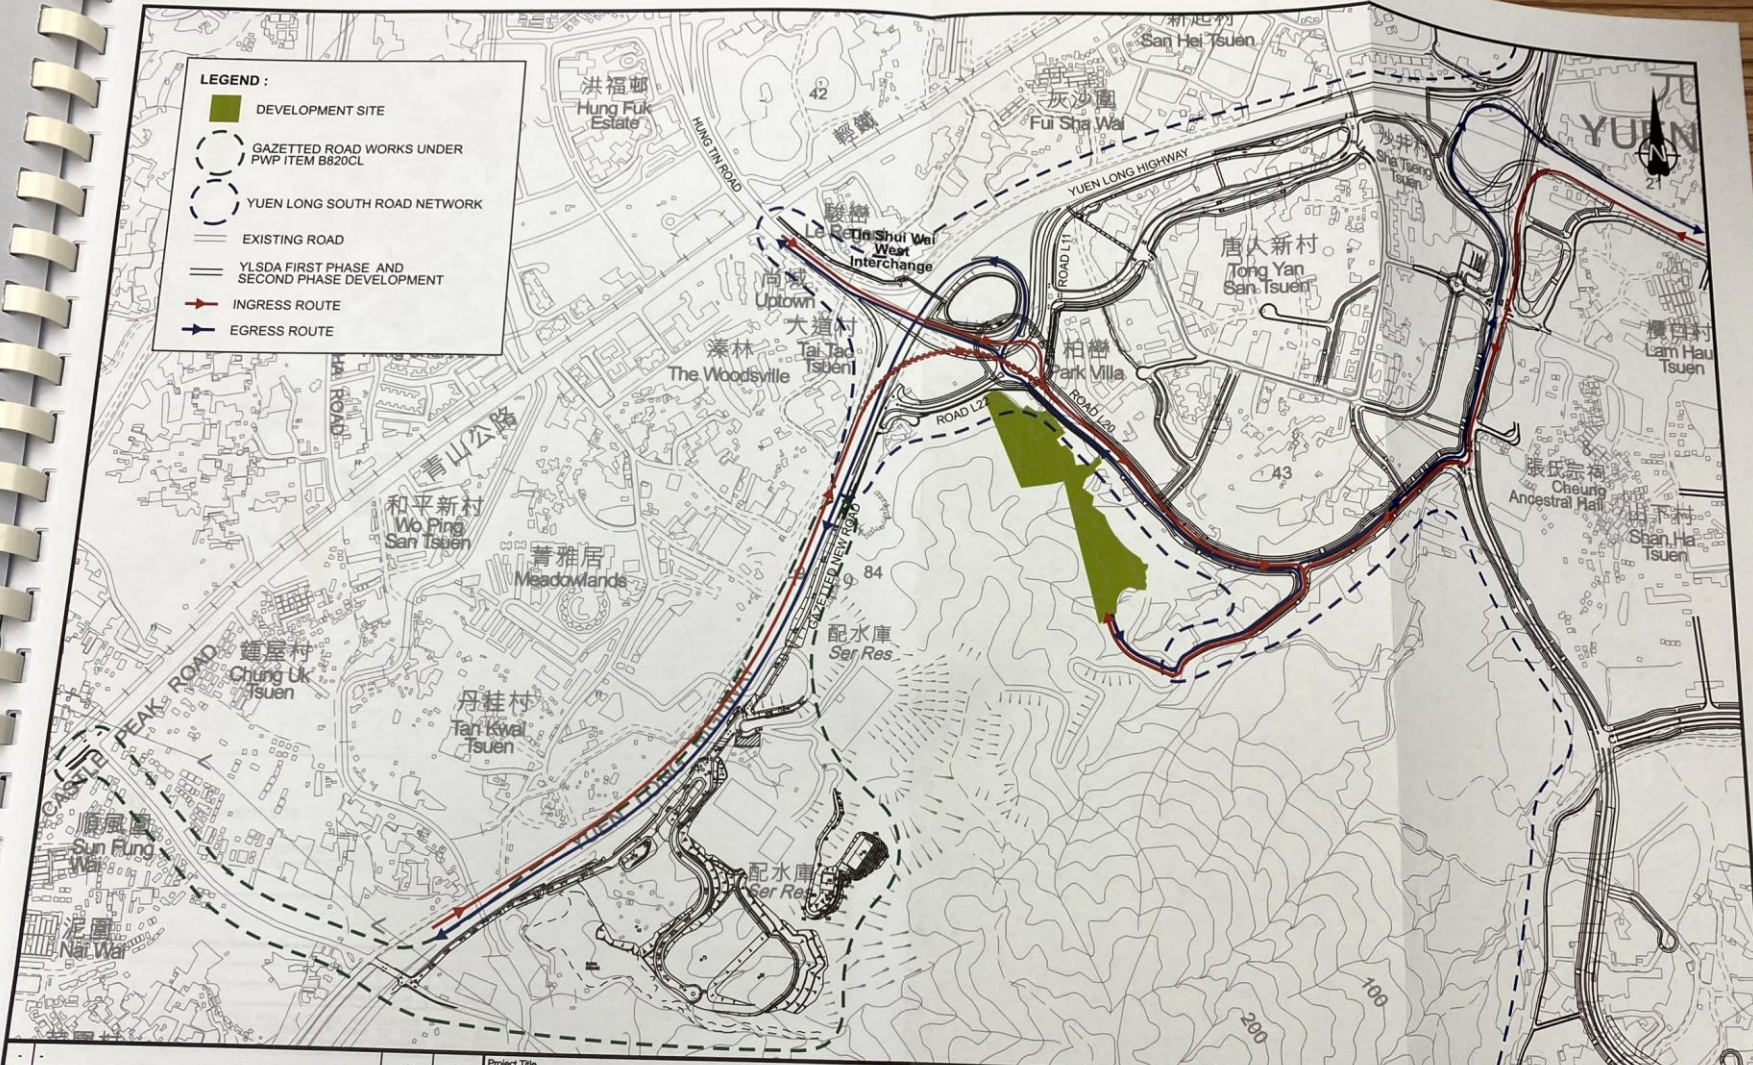 LEGEND :
DEVELOPMENT SITE
GAZETTED ROAD WORKS UNDER
PWP ITEM B820CL
YUEN LONG SOUTH ROAD NETWORK
EXISTING ROAD
YLSDA FIRST PHASE AND
SECOND PHASE DEVELOPMENT
INGRESS ROUTE
EGRESS ROUTE
新起村
San Hei Tsuen
洪福邨
Hung Fuk
Estate
42
灰沙圍
Fui Sha Wai
輕鐵
HUNG TIN ROAD
元
YUEN
N
21
沙井村
Sha Tseng
Tsuen
YUEN LONG HIGHWAY
Tin Shui Wai
West
Interchange
尚城
Uptown
ROAD L11
唐人新村
Tong Yan
San Tsuen
大道村
Tai Tao
Tsuen
溱林
The Woodsville
柏巒
Park Villa
欖口村
Lam Hau
Tsuen
ROAD
青山公路
ROAD L22
ROAD L20
43
張氏宗祠
Cheung
Ancestral Hall
山下村
Shan Ha
Tsuen
和平新村
Wo Ping
San Tsuen
菁雅居
Meadowlands
GAZETTED NEW ROAD
84
配水庫
Ser Res
鍾屋村
Chung Uk
Tsuen
丹桂村
Tan Kwai
Tsuen
CASTLE PEAK ROAD
順風圍
Sun Fung
Wai
配水庫
Ser Res
泥圍
Nai Wai
100
200
Project Title